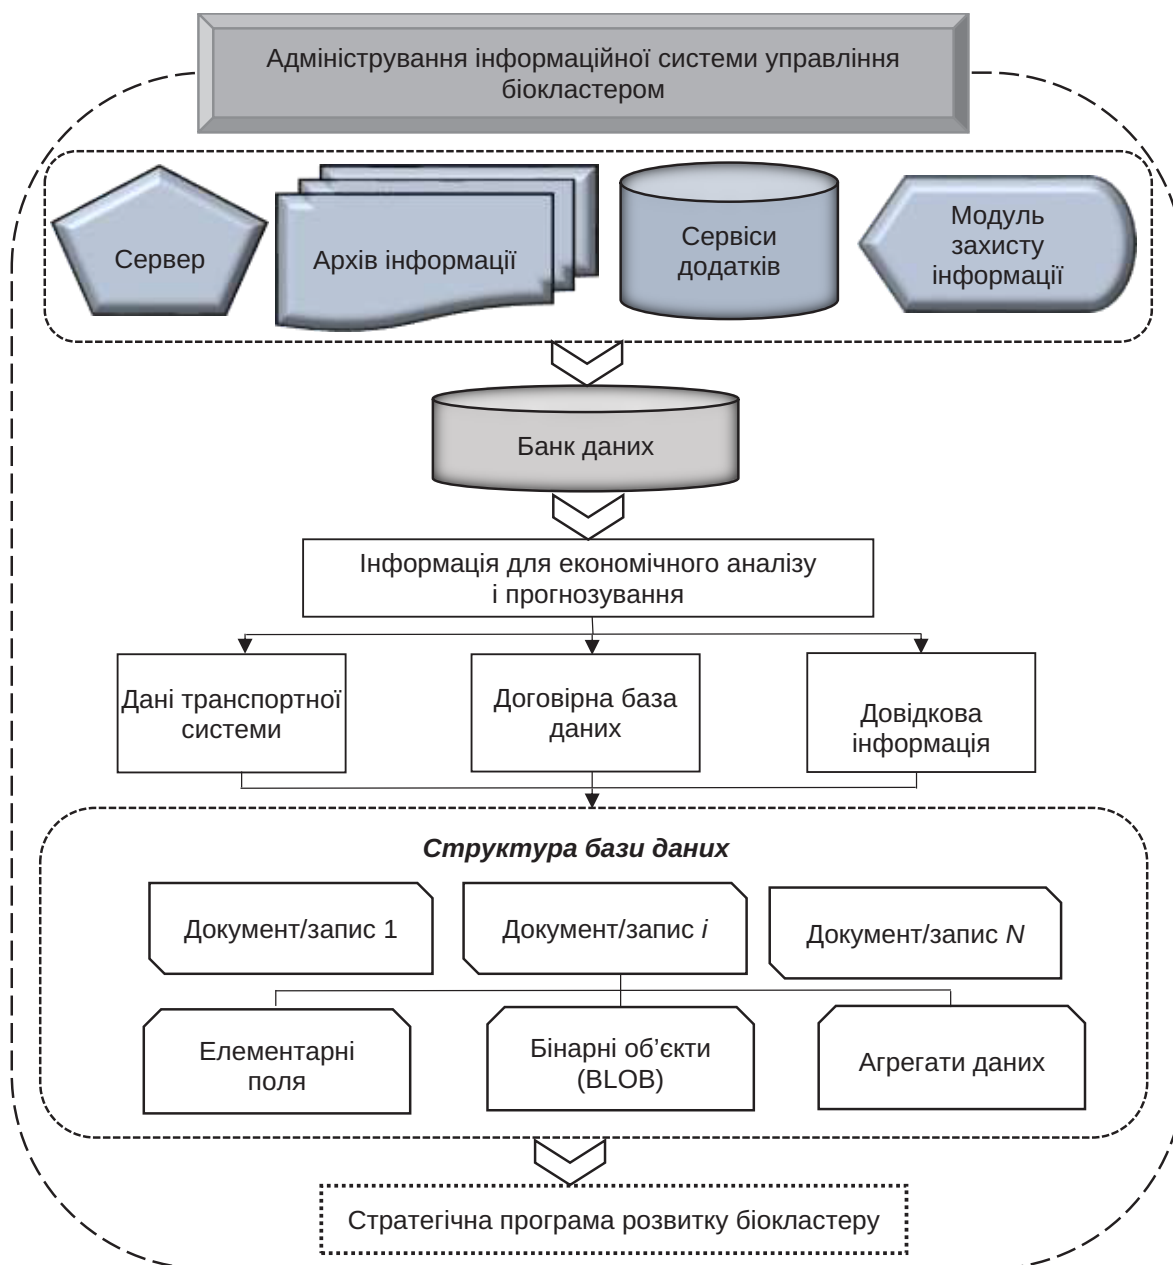 Адміністрування інформаційної системи управління
біокластером
Сервер
Архів інформації
Сервіси
додатків
Модуль
захисту
інформації
Банк даних
Інформація для економічного аналізу
і прогнозування
Дані транспортної
системи
Договірна база
даних
Довідкова
інформація
Структура бази даних
Документ/запис 1
Документ/запис i
Документ/запис N
Елементарні
поля
Бінарні об’єкти
(BLOB)
Агрегати даних
Стратегічна програма розвитку біокластеру